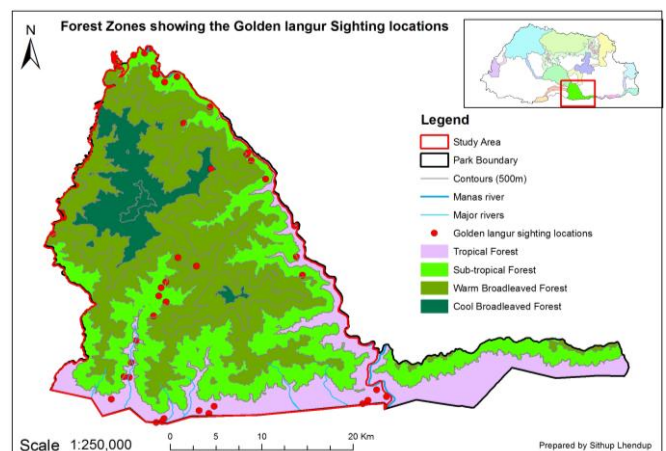 Forest Zones showing the Golden langur Sighting locations
N
Legend
Study Area
Park Boundary
Contours (500m)
Manas river
Major rivers
Golden langur sighting locations
Tropical Forest
Sub-tropical Forest
Warm Broadleaved Forest
Cool Broadleaved Forest
Scale 1:250,000
0 5 10 20 Km
Prepared by Sithup Lhendup